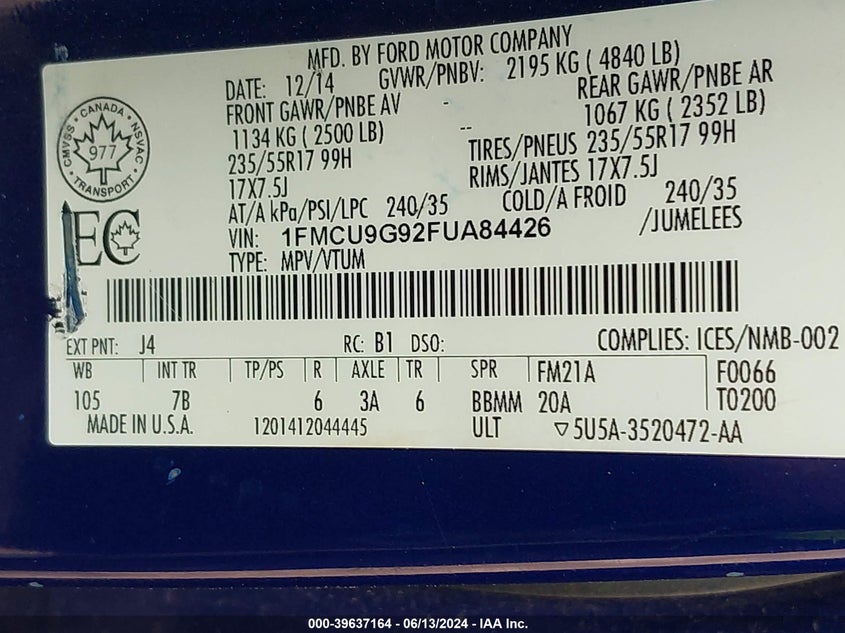 MFD. BY FORD MOTOR COMPANY
DATE: 12/14 GVWR/PNBV: 2195 KG ( 4840 LB)
FRONT GAWR/PNBE AV - REAR GAWR/PNBE AR
1134 KG ( 2500 LB) -- 1067 KG ( 2352 LB)
235/55R17 99H TIRES/PNEUS 235/55R17 99H
17X7.5J RIMS/JANTES 17X7.5J
AT/A kPa/PSI/LPC 240/35 COLD/A FROID 240/35
VIN: 1FMCU9G92FUA84426 /JUMELEES
TYPE: MPV/VTUM
CMVSS · CANADA · NSVAC
977
TRANSPORT
EC
EXT PNT: J4 RC: B1 DSO: COMPLIES: ICES/NMB-002
WB INT TR TP/PS R AXLE TR SPR FM21A F0066
105 7B 6 3A 6 BBMM 20A T0200
MADE IN U.S.A. 1201412044445 ULT ▽5U5A-3520472-AA
000-39637164 - 06/13/2024 - IAA Inc.